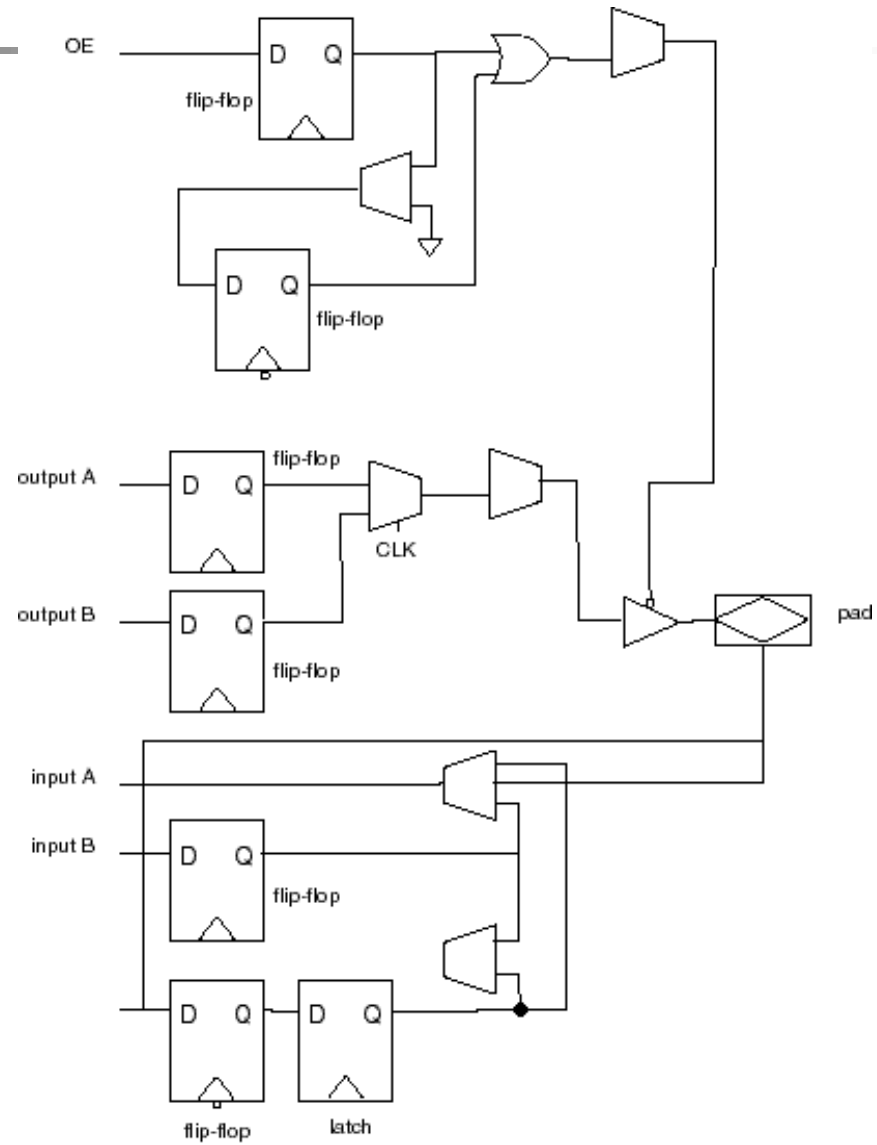 OE
D Q
flip-flop
D Q
flip-flop
flip-flop
output A
D Q
CLK
output B
D Q
flip-flop
pad
input A
input B
D Q
flip-flop
D Q
D Q
flip-flop
latch